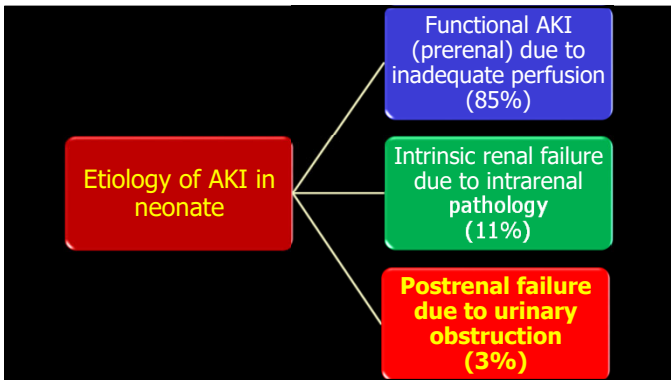 Functional AKI
(prerenal) due to
inadequate perfusion
(85%)
Etiology of AKI in
neonate
Intrinsic renal failure
due to intrarenal
pathology
(11%)
Postrenal failure
due to urinary
obstruction
(3%)